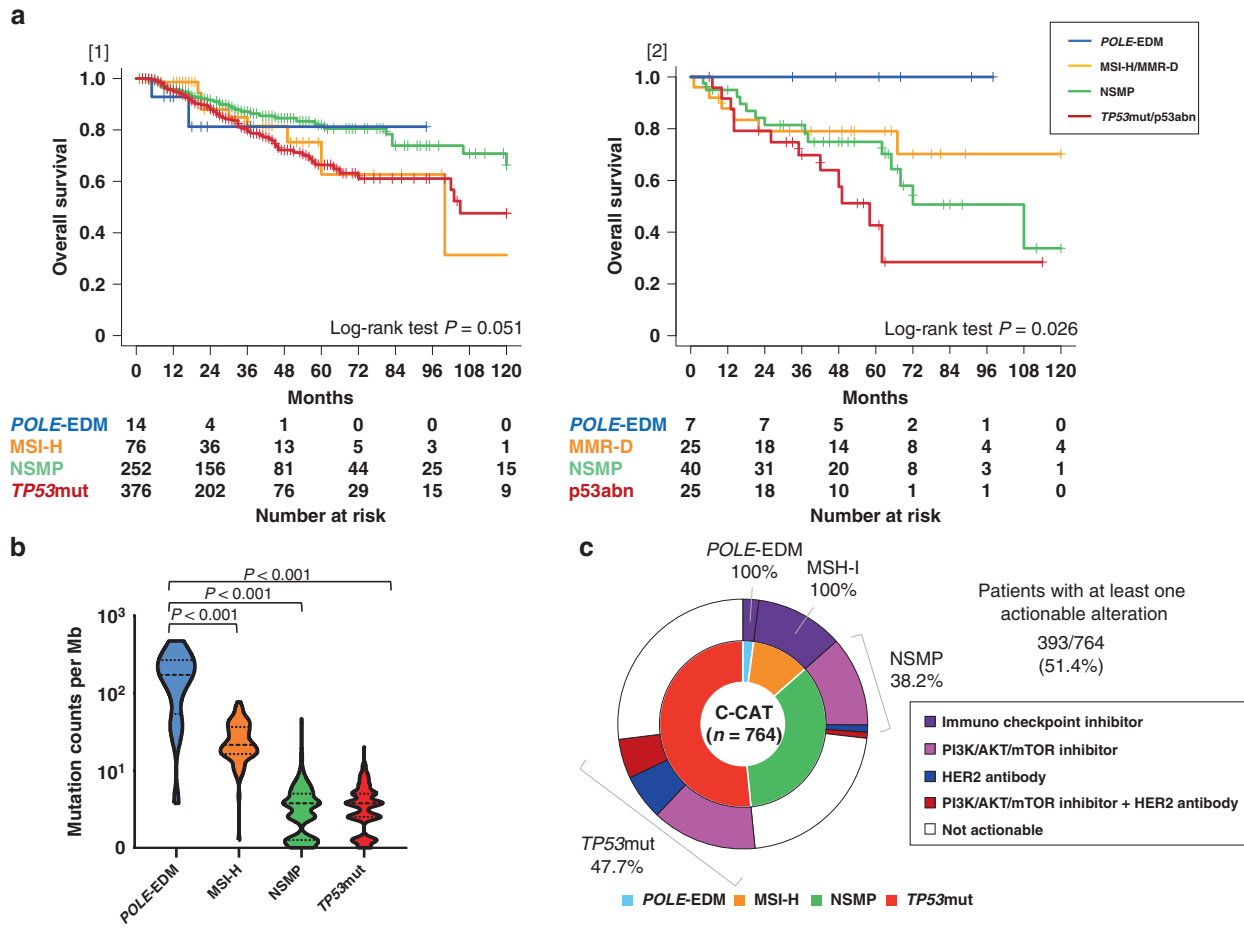 a
[1]
1.0
0.8
0.6
0.4
0.2
0
Overall survival
Log-rank test P = 0.051
0 12 24 36 48 60 72 84 96 108 120
Months
POLE-EDM 14 4 1 0 0 0
MSI-H 76 36 13 5 3 1
NSMP 252 156 81 44 25 15
TP53mut 376 202 76 29 15 9
Number at risk
[2]
1.0
0.8
0.6
0.4
0.2
0
Overall survival
Log-rank test P = 0.026
0 12 24 36 48 60 72 84 96 108 120
Months
POLE-EDM
MSI-H/MMR-D
NSMP
TP53mut/p53abn
POLE-EDM 7 7 5 2 1 0
MMR-D 25 18 14 8 4 4
NSMP 40 31 20 8 3 1
p53abn 25 18 10 1 1 0
Number at risk
b
P < 0.001
P < 0.001
P < 0.001
10³
10²
10¹
0
Mutation counts per Mb
POLE-EDM
MSI-H
NSMP
TP53mut
c
POLE-EDM
100%
MSH-I
100%
NSMP
38.2%
TP53mut
47.7%
C-CAT
(n = 764)
Patients with at least one
actionable alteration
393/764
(51.4%)
Immuno checkpoint inhibitor
PI3K/AKT/mTOR inhibitor
HER2 antibody
PI3K/AKT/mTOR inhibitor + HER2 antibody
Not actionable
POLE-EDM MSI-H NSMP TP53mut